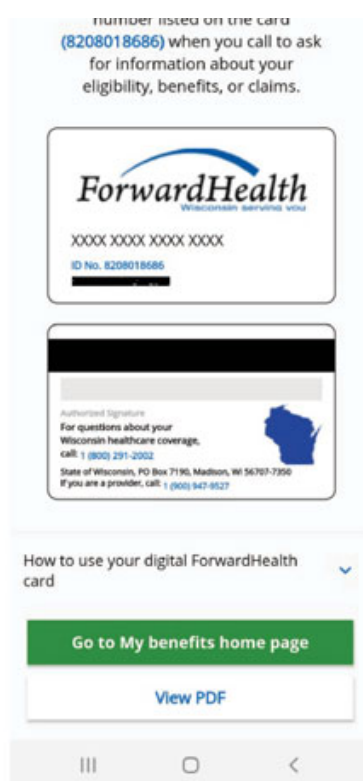 number listed on the card
(8208018686) when you call to ask
for information about your
eligibility, benefits, or claims.
ForwardHealth
Wisconsin serving you
XXXX XXXX XXXX XXXX
ID No. 8208018686
Authorized Signature
For questions about your
Wisconsin healthcare coverage,
call: 1 (800) 291-2002
State of Wisconsin, PO Box 7190, Madison, WI 56707-7350
If you are a provider, call: 1 (900) 947-9527
How to use your digital ForwardHealth
card
Go to My benefits home page
View PDF